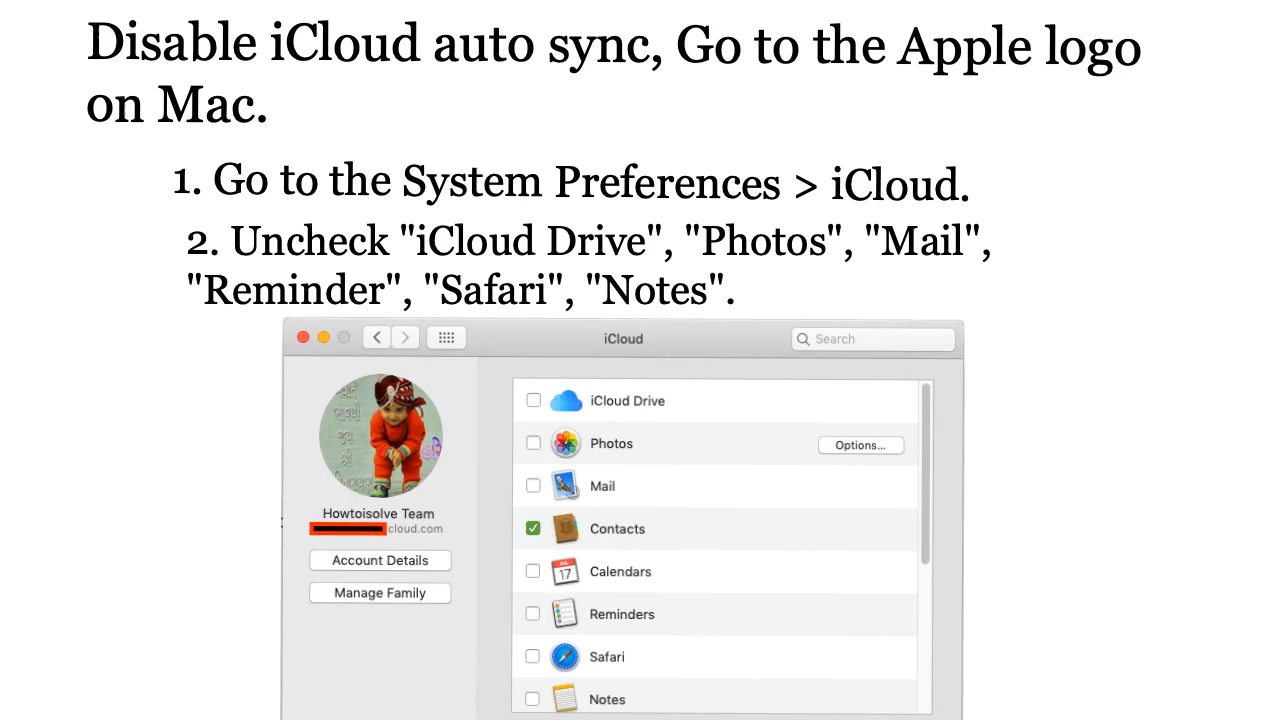 Disable iCloud auto sync, Go to the Apple logo
on Mac.
1. Go to the System Preferences > iCloud.
2. Uncheck "iCloud Drive", "Photos", "Mail",
"Reminder", "Safari", "Notes".
iCloud
Search
iCloud Drive
Photos
Options...
Mail
Howtoisolve Team
cloud.com
Contacts
Account Details
Calendars
17
Manage Family
Reminders
Safari
Notes